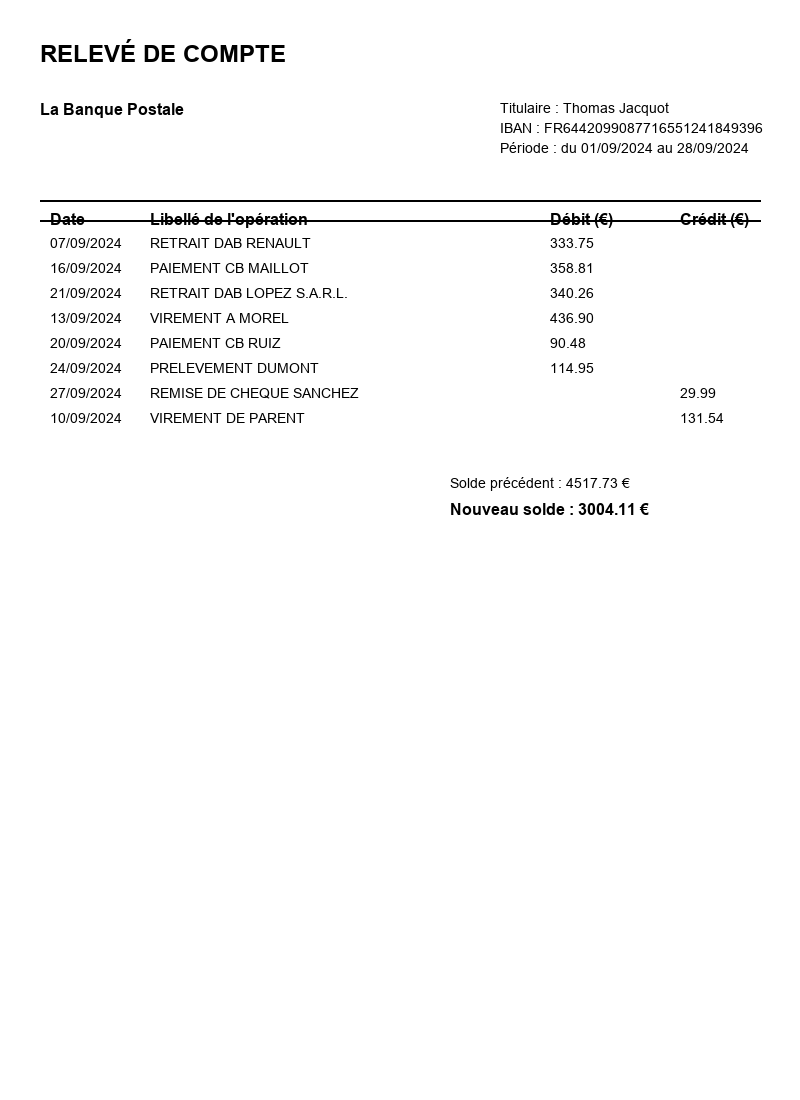 RELEVÉ DE COMPTE
La Banque Postale
Titulaire : Thomas Jacquot
IBAN : FR6442099087716551241849396
Période : du 01/09/2024 au 28/09/2024
Date Libellé de l'opération Débit (€) Crédit (€)
07/09/2024 RETRAIT DAB RENAULT 333.75
16/09/2024 PAIEMENT CB MAILLOT 358.81
21/09/2024 RETRAIT DAB LOPEZ S.A.R.L. 340.26
13/09/2024 VIREMENT A MOREL 436.90
20/09/2024 PAIEMENT CB RUIZ 90.48
24/09/2024 PRELEVEMENT DUMONT 114.95
27/09/2024 REMISE DE CHEQUE SANCHEZ 29.99
10/09/2024 VIREMENT DE PARENT 131.54
Solde précédent : 4517.73 €
Nouveau solde : 3004.11 €